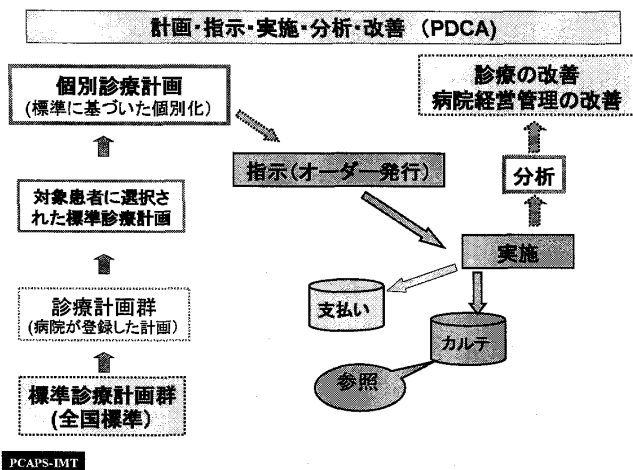 計画・指示・実施・分析・改善 (PDCA)
個別診療計画
(標準に基づいた個別化)
対象患者に選択さ
れた標準診療計画
診療計画群
(病院が登録した計画)
標準診療計画群
(全国標準)
指示(オーダー発行)
診療の改善
病院経営管理の改善
分析
実施
支払い
カルテ
参照
PCAPS-IMT